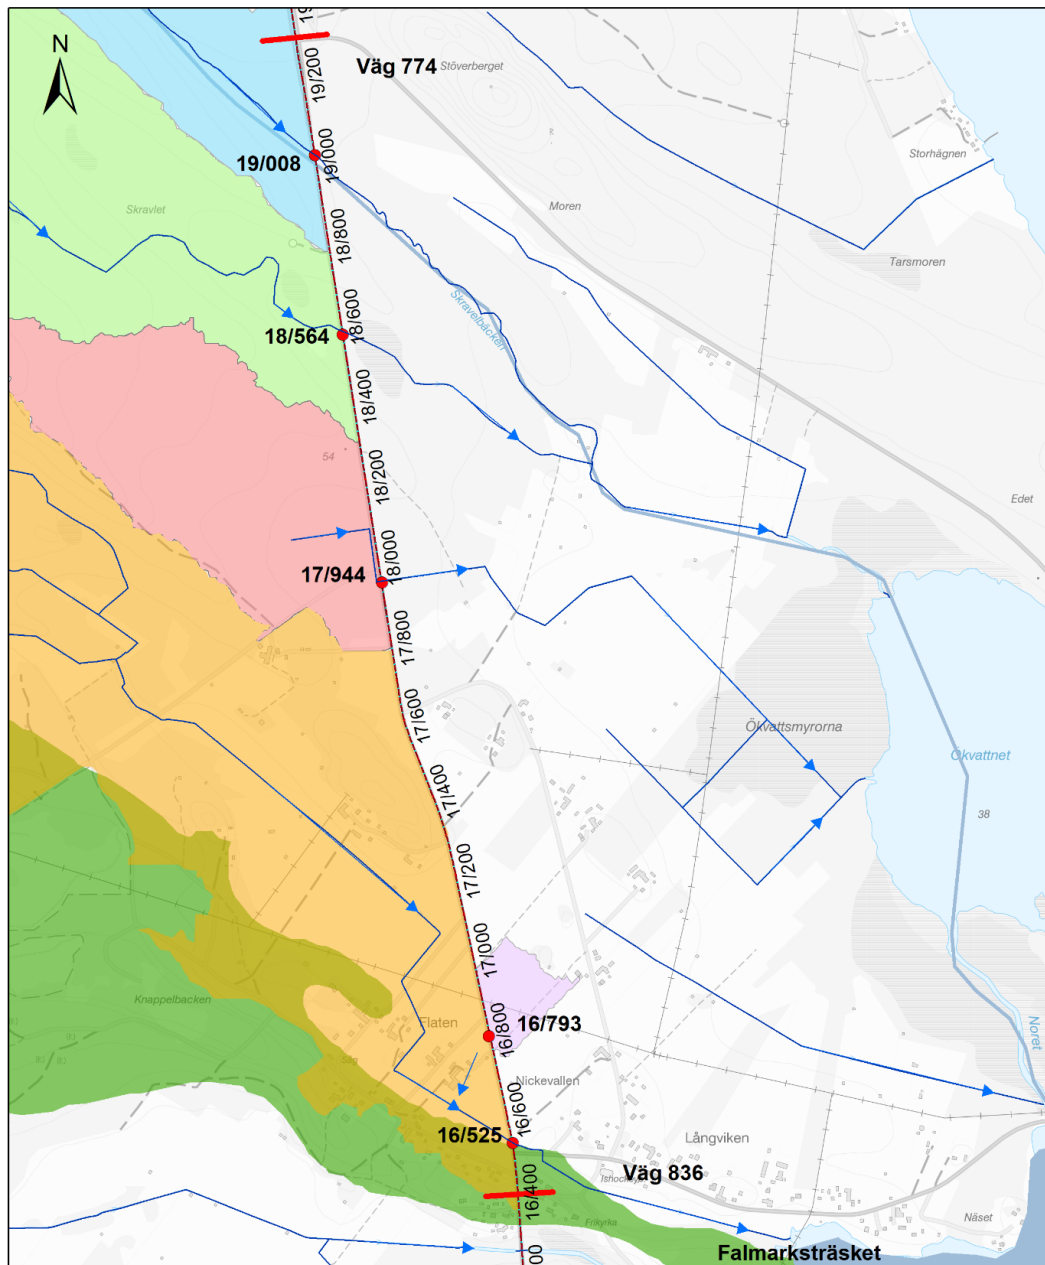 N
19/200
Väg 774
Stöverberget
Storhägnen
19/008
19/000
Skravlet
Moren
18/800
Tarsmoren
18/564
18/600
Skravelbäcken
18/400
54
18/200
Edet
17/944
18/000
17/800
17/600
Ökvattsmyrorna
Ökvattnet
17/400
38
17/200
17/000
Knappelbacken
Flaten
16/800
16/793
Noret
Såg
Nickevallen
16/600
16/525
Långviken
Väg 836
16/400
Ishockeyh
Frikyrka
Näset
Falmarksträsket